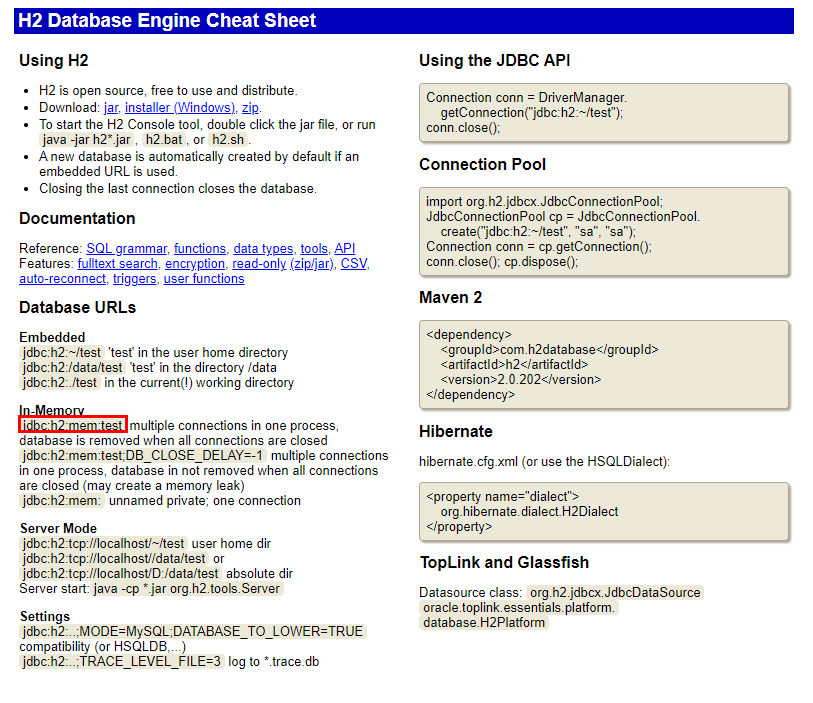 H2 Database Engine Cheat Sheet
Using H2
H2 is open source, free to use and distribute.
Download: jar, installer (Windows), zip.
To start the H2 Console tool, double click the jar file, or run
java -jar h2*.jar, h2.bat, or h2.sh.
A new database is automatically created by default if an
embedded URL is used.
Closing the last connection closes the database.
Documentation
Reference: SQL grammar, functions, data types, tools, API
Features: fulltext search, encryption, read-only (zip/jar), CSV,
auto-reconnect, triggers, user functions
Database URLs
Embedded
jdbc:h2:~/test 'test' in the user home directory
jdbc:h2:/data/test 'test' in the directory /data
jdbc:h2:./test in the current(!) working directory
In-Memory
jdbc:h2:mem:test multiple connections in one process,
database is removed when all connections are closed
jdbc:h2:mem:test;DB_CLOSE_DELAY=-1 multiple connections
in one process, database in not removed when all connections
are closed (may create a memory leak)
jdbc:h2:mem: unnamed private; one connection
Server Mode
jdbc:h2:tcp://localhost/~/test user home dir
jdbc:h2:tcp://localhost//data/test or
jdbc:h2:tcp://localhost/D:/data/test absolute dir
Server start: java -cp *.jar org.h2.tools.Server
Settings
jdbc:h2:..;MODE=MySQL;DATABASE_TO_LOWER=TRUE
compatibility (or HSQLDB,...)
jdbc:h2:..;TRACE_LEVEL_FILE=3 log to *.trace.db
Using the JDBC API
Connection conn = DriverManager.
getConnection("jdbc:h2:~/test");
conn.close();
Connection Pool
import org.h2.jdbcx.JdbcConnectionPool;
JdbcConnectionPool cp = JdbcConnectionPool.
create("jdbc:h2:~/test", "sa", "sa");
Connection conn = cp.getConnection();
conn.close(); cp.dispose();
Maven 2
<dependency>
<groupId>com.h2database</groupId>
<artifactId>h2</artifactId>
<version>2.0.202</version>
</dependency>
Hibernate
hibernate.cfg.xml (or use the HSQLDialect):
<property name="dialect">
org.hibernate.dialect.H2Dialect
</property>
TopLink and Glassfish
Datasource class: org.h2.jdbcx.JdbcDataSource
oracle.toplink.essentials.platform.
database.H2Platform